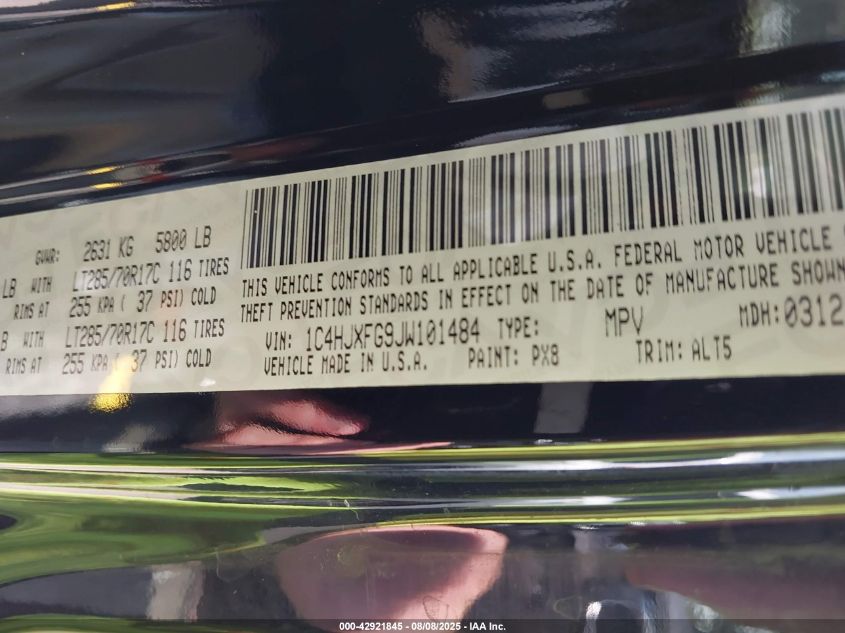 GVWR: 2631 KG 5800 LB
LB WITH LT285/70R17C 116 TIRES
RIMS AT 255 KPA ( 37 PSI) COLD
B WITH LT285/70R17C 116 TIRES
RIMS AT 255 KPA ( 37 PSI) COLD
THIS VEHICLE CONFORMS TO ALL APPLICABLE U.S.A. FEDERAL MOTOR VEHICLE
THEFT PREVENTION STANDARDS IN EFFECT ON THE DATE OF MANUFACTURE SHOWN
VIN: 1C4HJXFG9JW101484 TYPE: MPV MDH: 0312
VEHICLE MADE IN U.S.A. PAINT: PX8 TRIM: ALT5
000-42921845 - 08/08/2025 - IAA Inc.